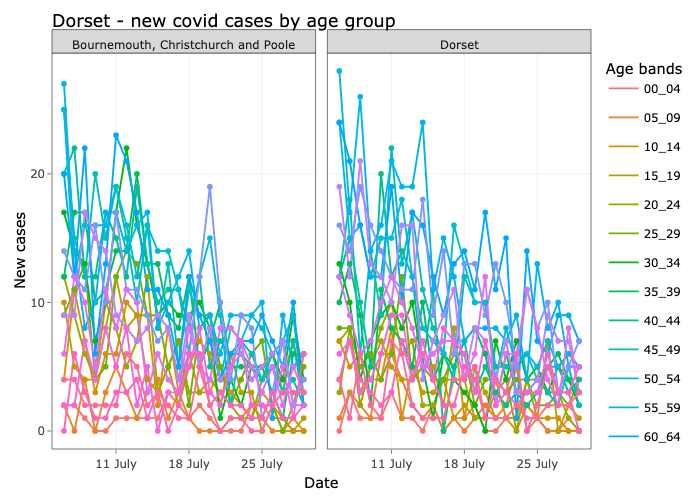 Dorset - new covid cases by age group
Bournemouth, Christchurch and Poole
Dorset
Age bands
00_04
05_09
10_14
15_19
20_24
25_29
30_34
35_39
40_44
45_49
50_54
55_59
60_64
New cases
20
10
0
11 July
18 July
25 July
11 July
18 July
25 July
Date